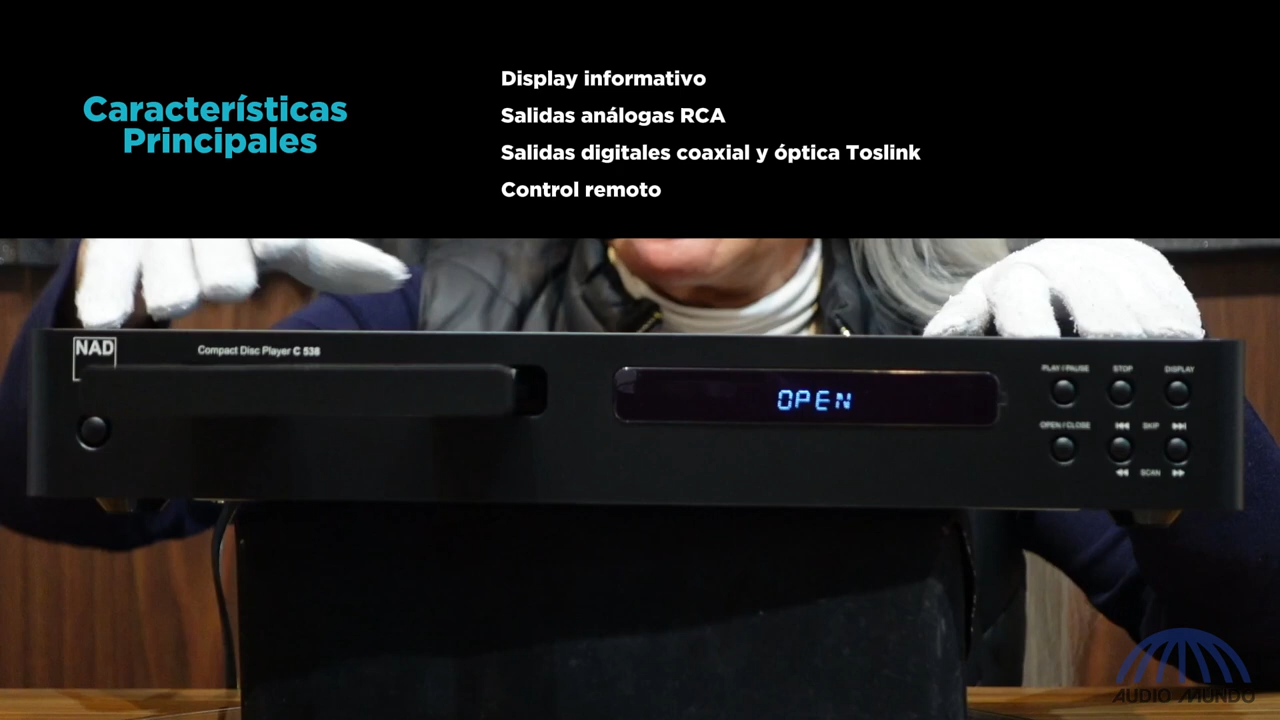 Características
Principales
Display informativo
Salidas análogas RCA
Salidas digitales coaxial y óptica Toslink
Control remoto
NAD
Compact Disc Player C 538
OPEN
PLAY / PAUSE
STOP
DISPLAY
OPEN / CLOSE
SKIP
SCAN
AUDIO MUNDO